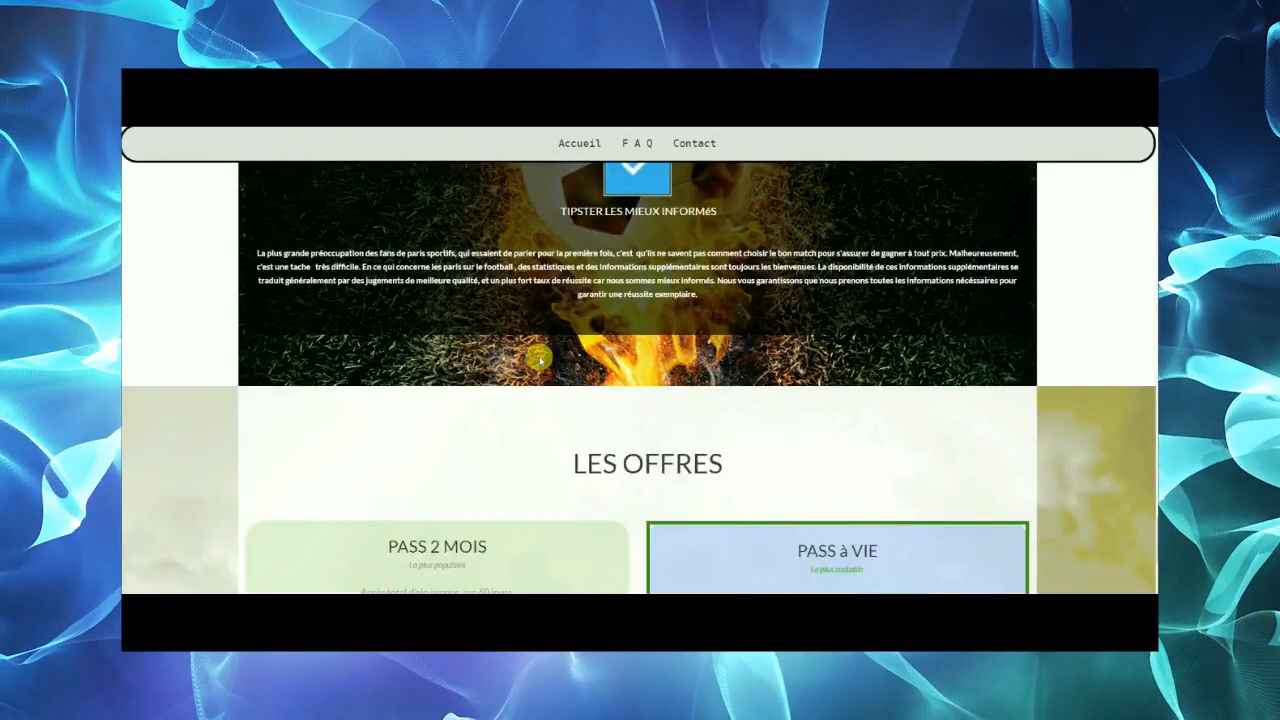 Accueil F A Q Contact
TIPSTER LES MIEUX INFORMéS
La plus grande préoccupation des fans de paris sportifs, qui essaient de parier pour la première fois, c'est qu'ils ne savent pas comment choisir le bon match pour s'assurer de gagner à tout prix. Malheureusement,
c'est une tache très difficile. En ce qui concerne les paris sur le football , des statistiques et des informations supplémentaires sont toujours les bienvenues. La disponibilité de ces informations supplémentaires se
traduit généralement par des jugements de meilleure qualité, et un plus fort taux de réussite car nous sommes mieux informés. Nous vous garantissons que nous prenons toutes les informations nécéssaires pour
garantir une réussite exemplaire.
LES OFFRES
PASS 2 MOIS
Le plus populaire
PASS à VIE
Le plus rentable